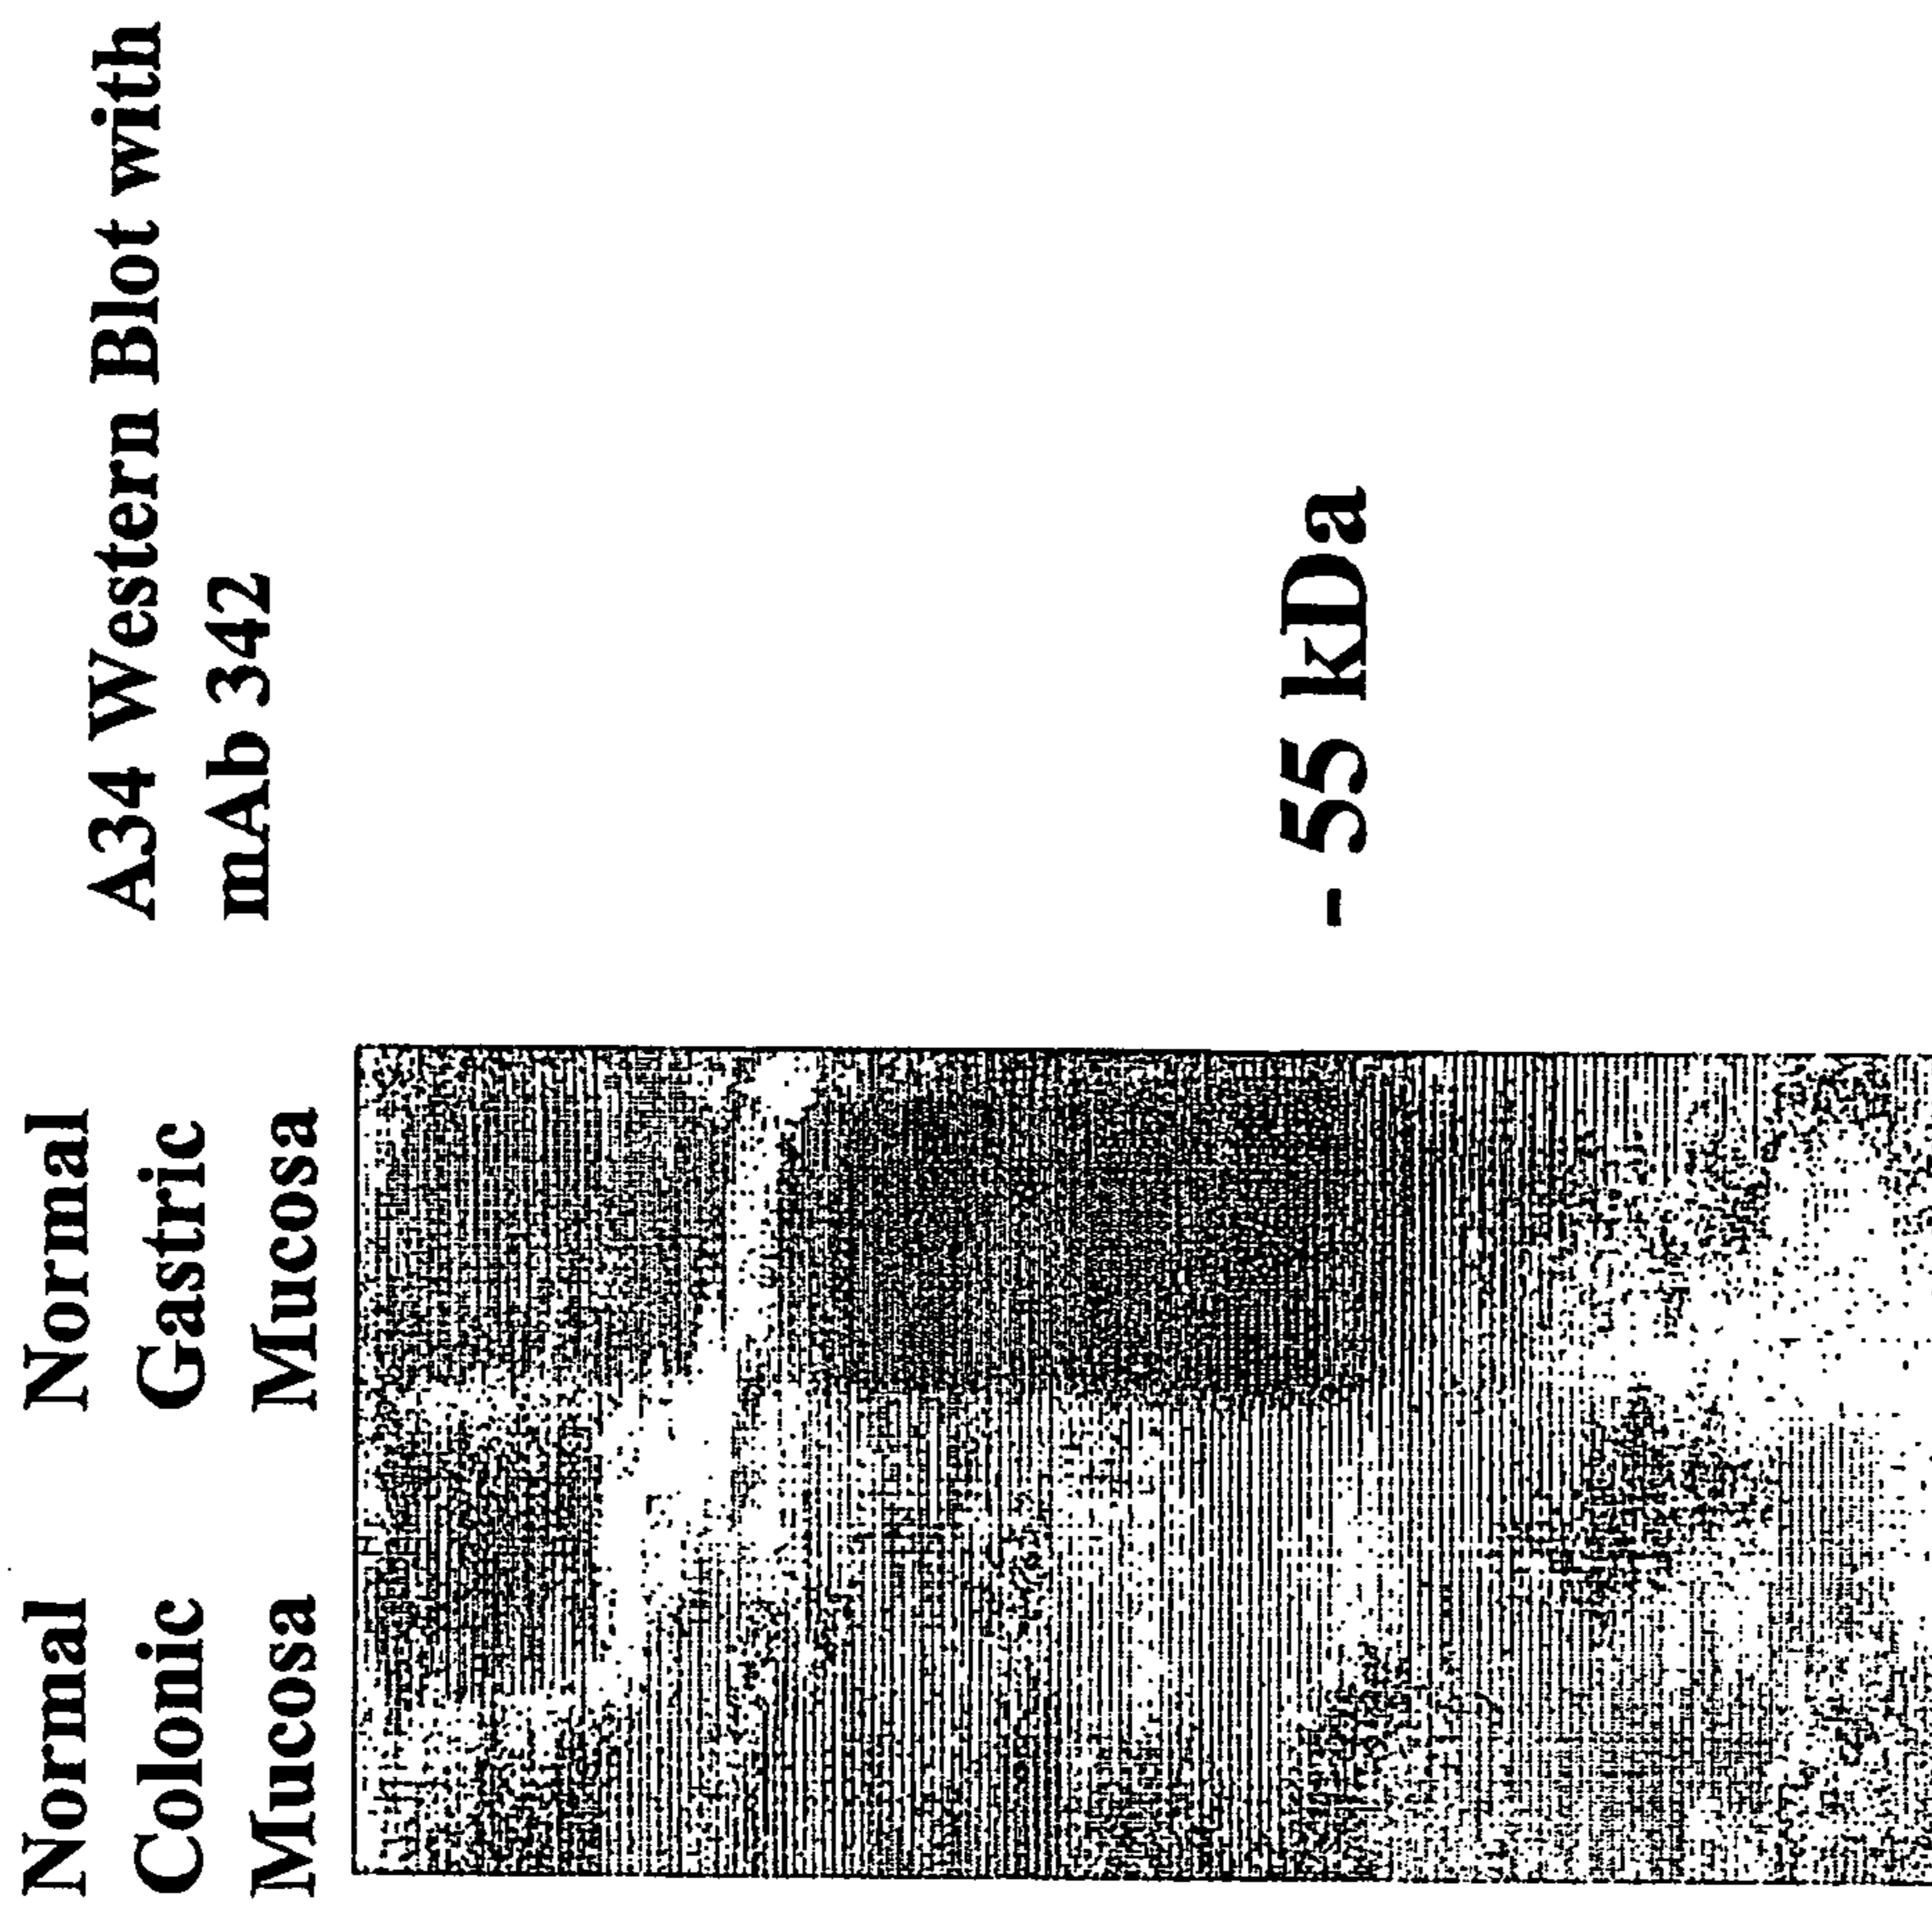 Normal Normal
Colonic Gastric
Mucosa Mucosa
A34 Western Blot with
mAb 342
- 55 kDa